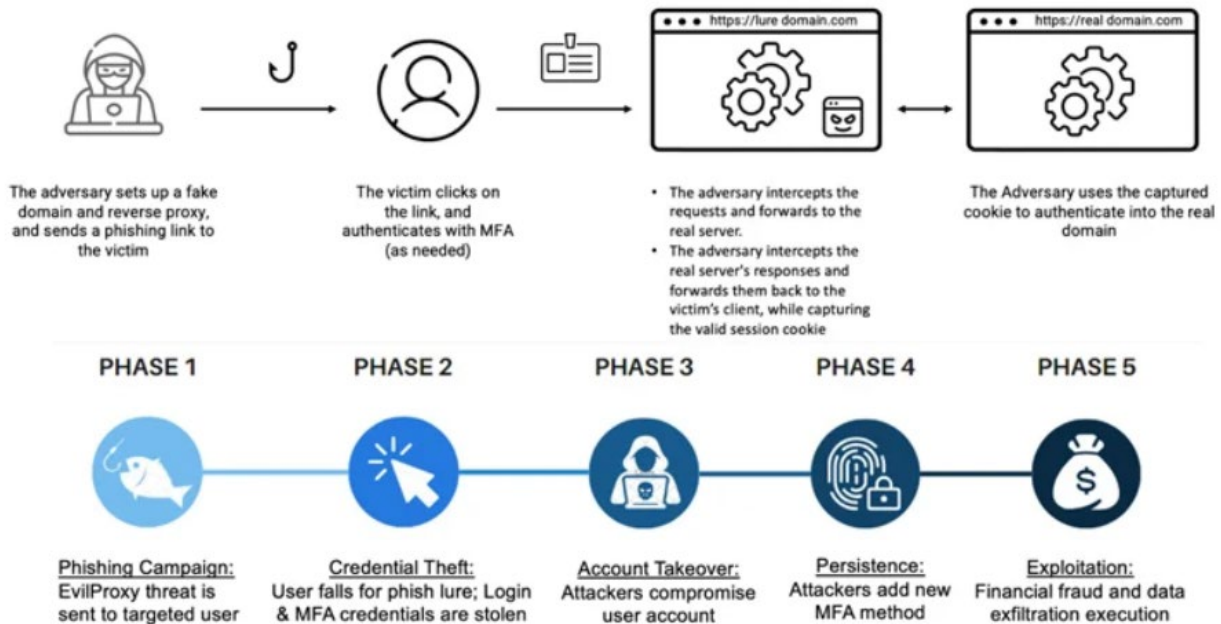 https://lure domain.com
https://real domain.com
The adversary sets up a fake
domain and reverse proxy,
and sends a phishing link to
the victim
The victim clicks on
the link, and
authenticates with MFA
(as needed)
• The adversary intercepts the
requests and forwards to the
real server.
• The adversary intercepts the
real server's responses and
forwards them back to the
victim's client, while capturing
the valid session cookie
The Adversary uses the captured
cookie to authenticate into the real
domain
PHASE 1
PHASE 2
PHASE 3
PHASE 4
PHASE 5
$
Phishing Campaign:
EvilProxy threat is
sent to targeted user
Credential Theft:
User falls for phish lure; Login
& MFA credentials are stolen
Account Takeover:
Attackers compromise
user account
Persistence:
Attackers add new
MFA method
Exploitation:
Financial fraud and data
exfiltration execution